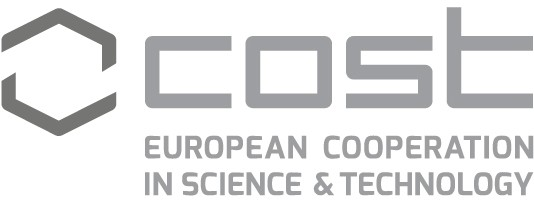 cost
EUROPEAN COOPERATION
IN SCIENCE & TECHNOLOGY